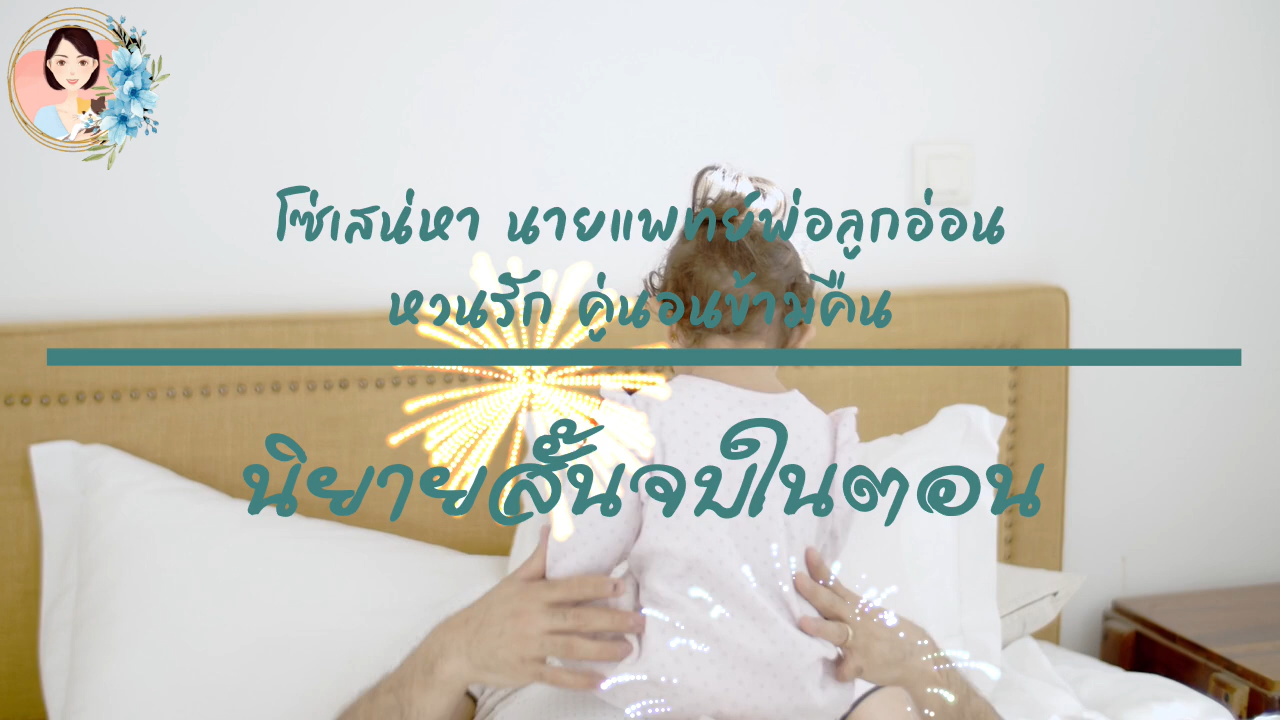 โซ่เสน่หา นายแพทย์พ่อลูกอ่อน
หวนรัก คู่นอนข้ามคืน
นิยายสั้นจบในตอน